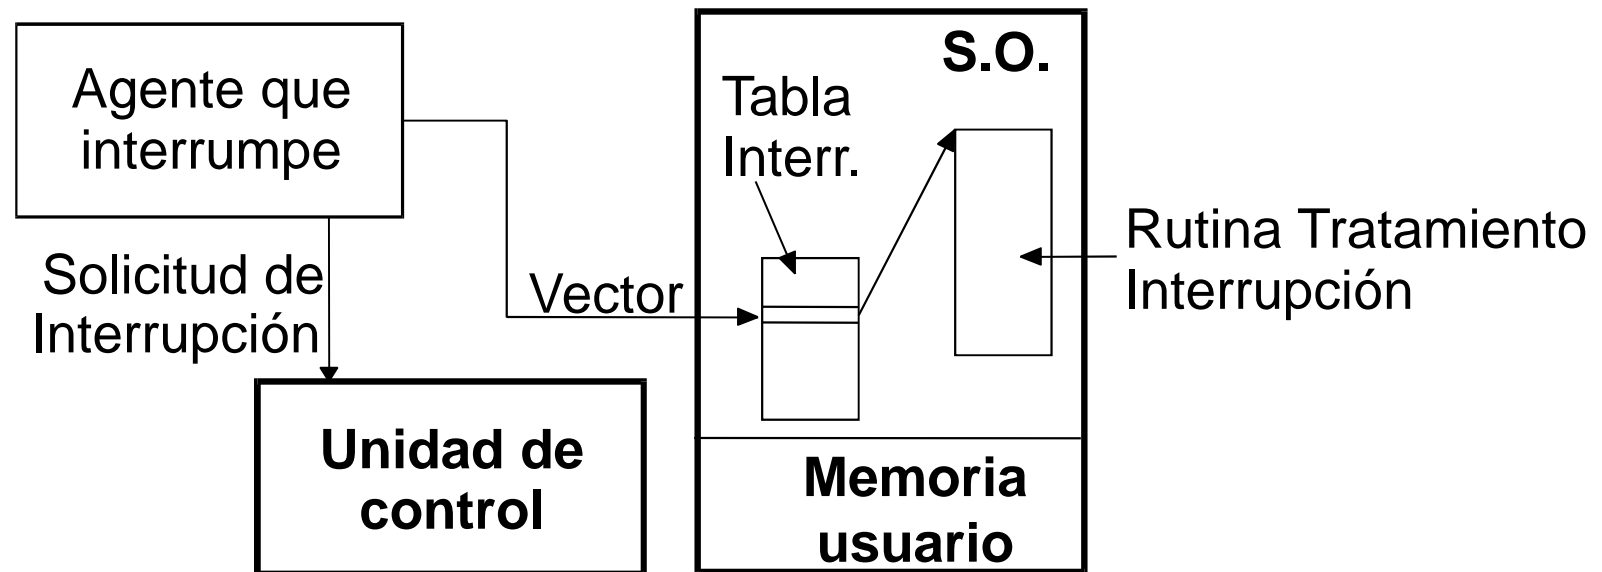 Agente que
interrumpe
Solicitud de
Interrupción
Unidad de
control
Vector
S.O.
Tabla
Interr.
Rutina Tratamiento
Interrupción
Memoria
usuario